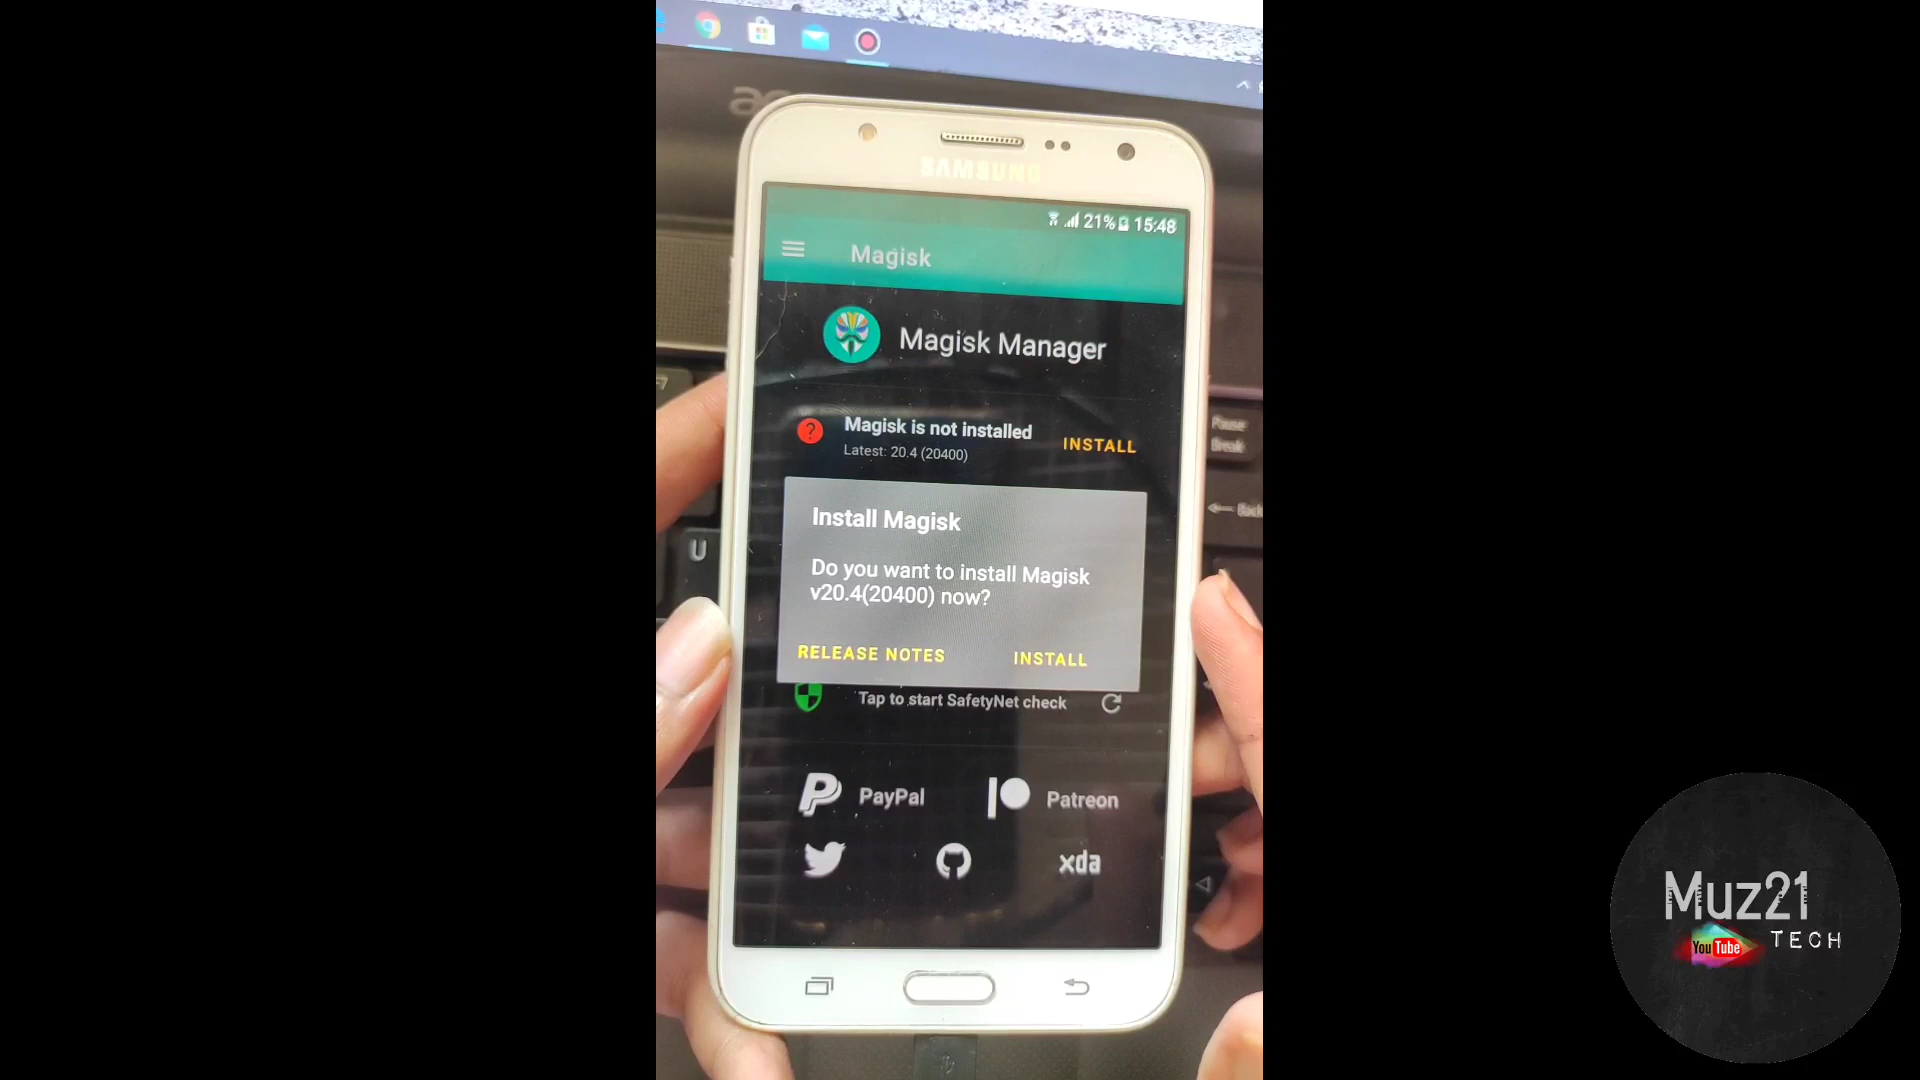 SAMSUNG
21% 15:48
Magisk
Magisk Manager
Magisk is not installed
Latest: 20.4 (20400)
INSTALL
Install Magisk
Do you want to install Magisk
v20.4(20400) now?
RELEASE NOTES
INSTALL
Tap to start SafetyNet check
PayPal
Patreon
xda
U
Pause
Break
Muz21
YouTube
TECH